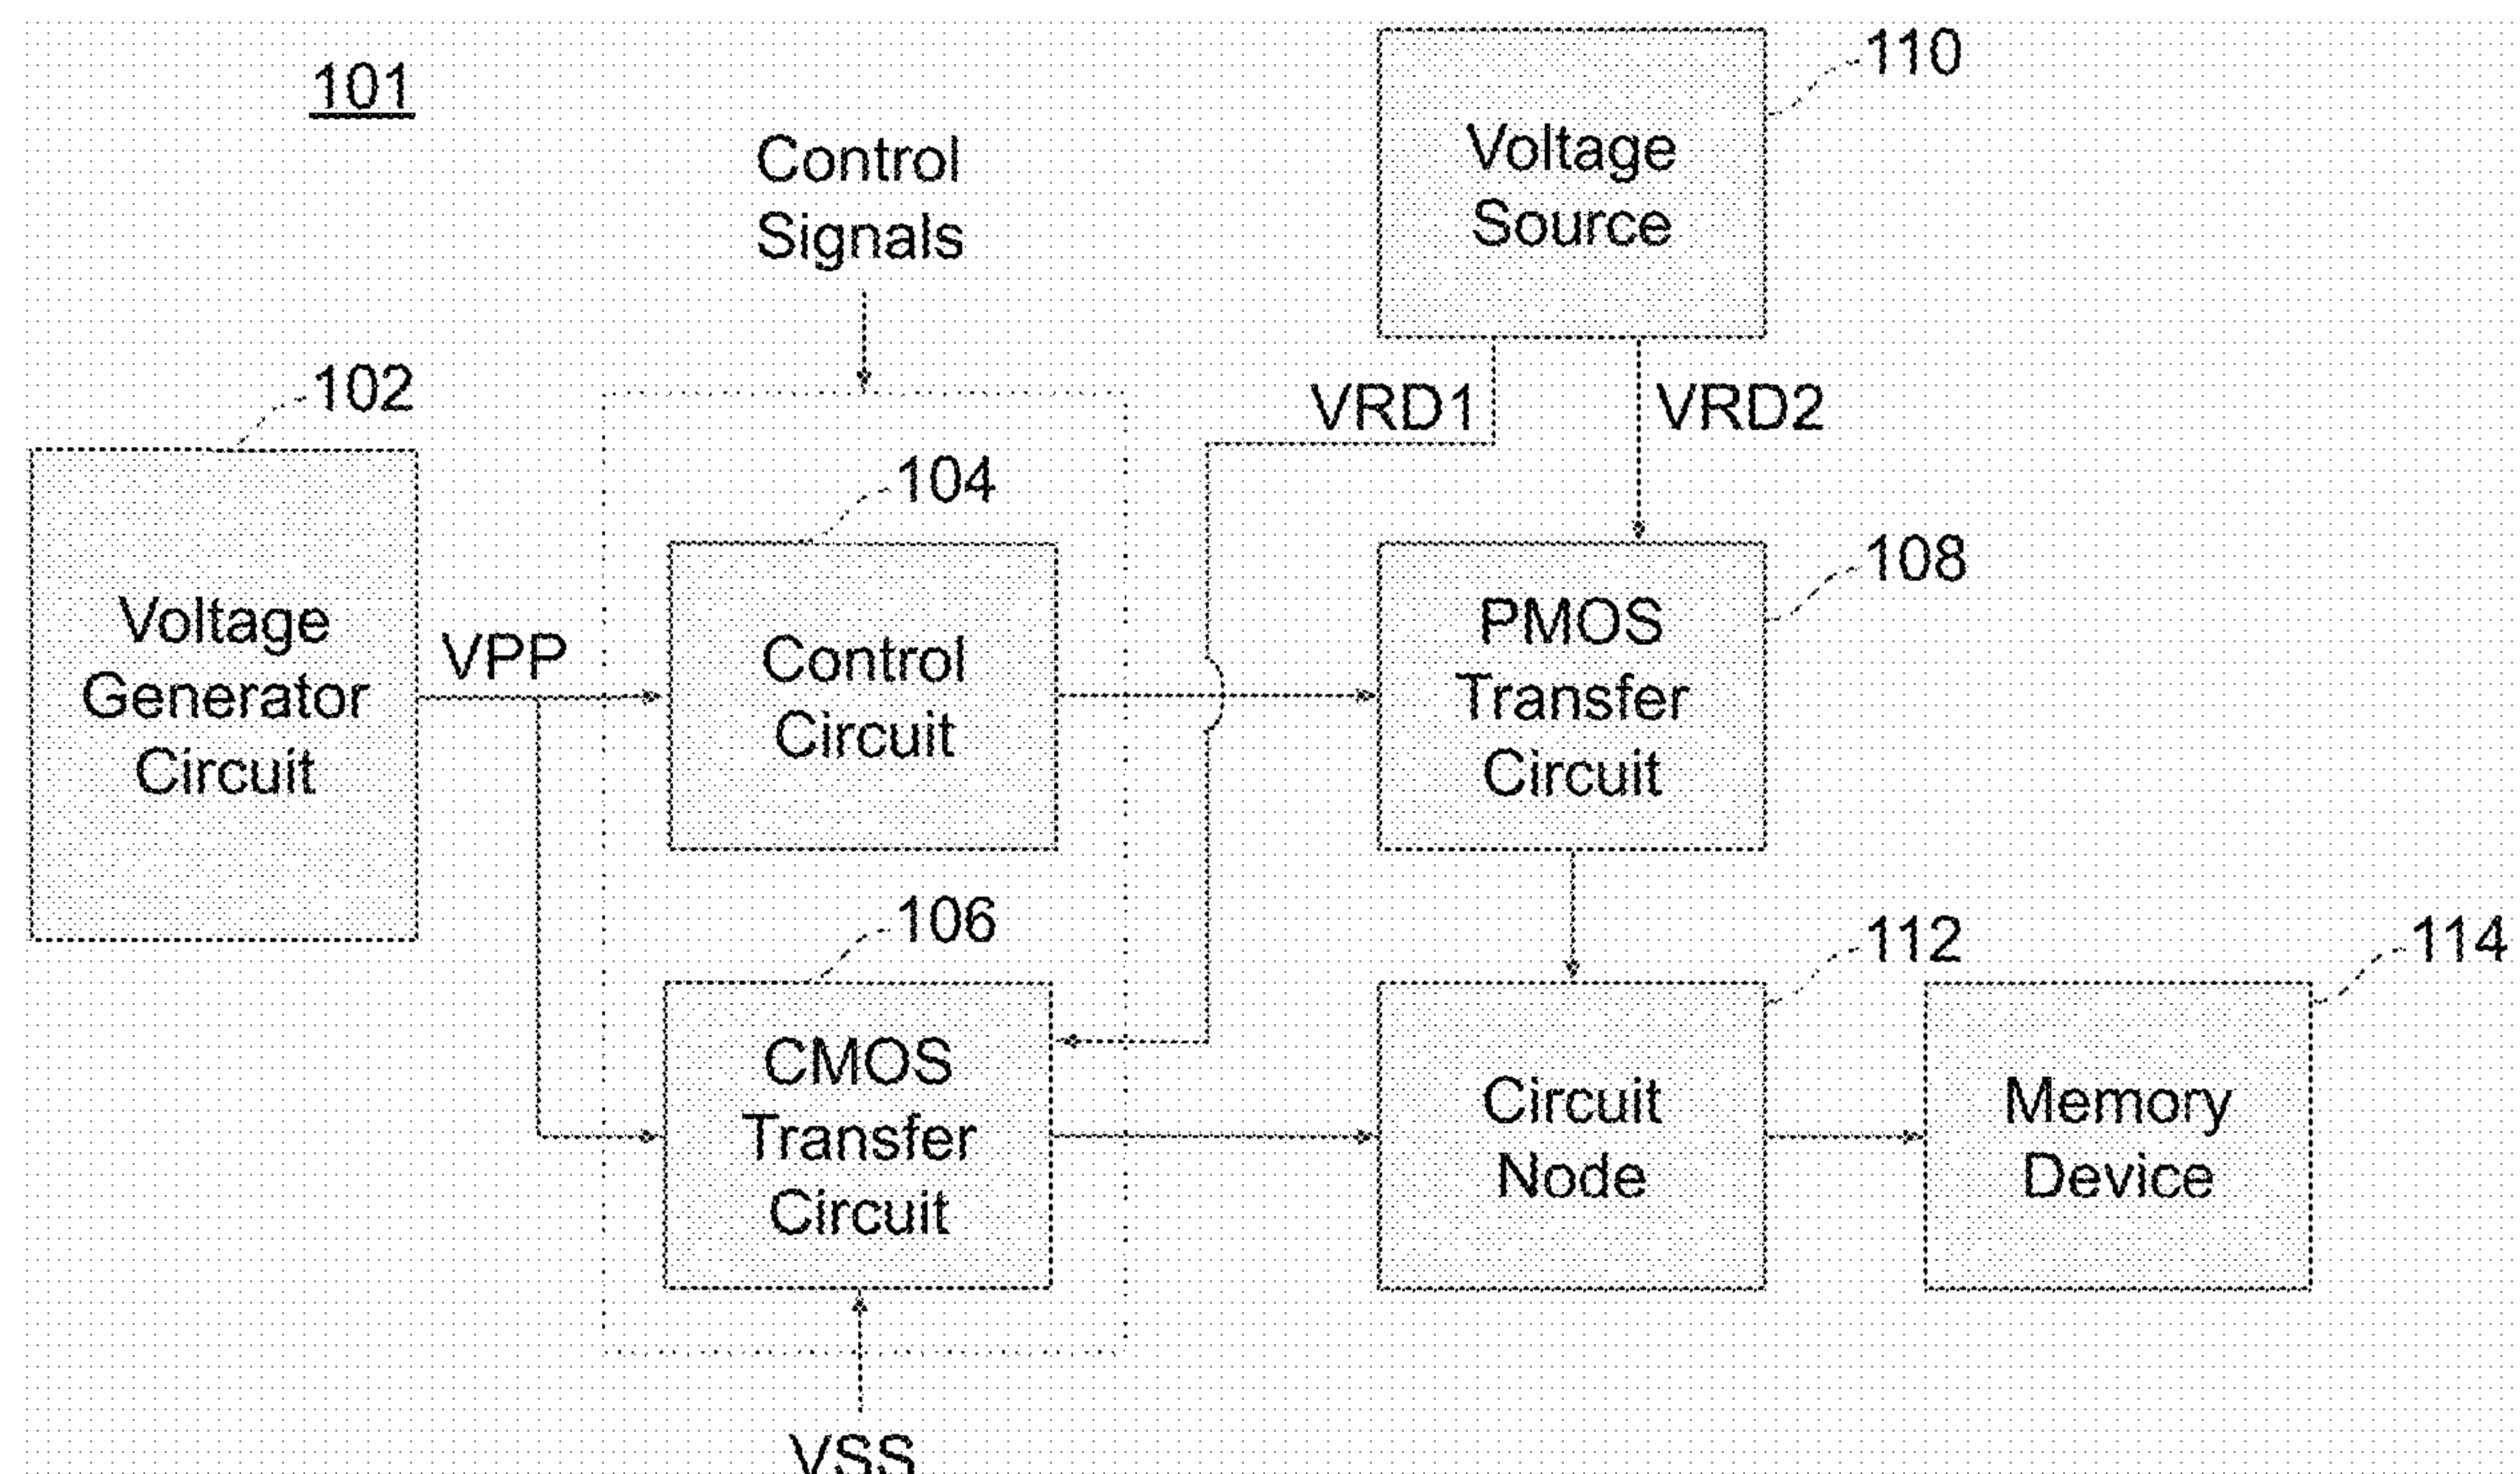 101
Control
Signals
110
Voltage
Source
102
VRD1
VRD2
104
Voltage
Generator
Circuit
VPP
Control
Circuit
108
PMOS
Transfer
Circuit
106
CMOS
Transfer
Circuit
112
Circuit
Node
114
Memory
Device
VSS